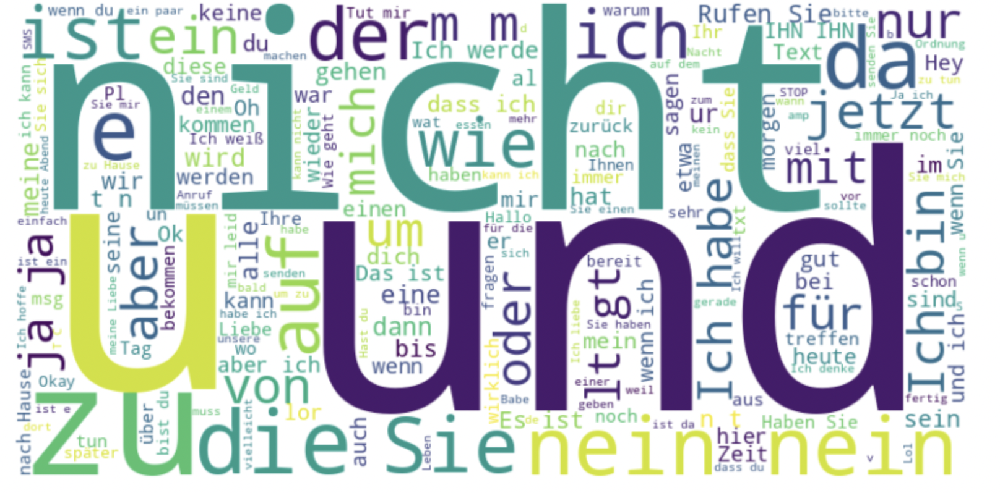 wenn du
ein paar
keine
Tut mir
warum
Rufen Sie
bitte
nur
SMS
ist
ein
du
machen
der
m m
d
Ich werde
ich
Ihr
Nacht
IHN IHN
Text
Sie
b
da
Ordnung
Hey
zu tun
senden
diese
Sie sind
gehen
al
auf dem
nicht
ich kann
Sie sich
Pl
Sie mir
e
den
Geld
einem
Oh
war
kommen
Ich weiß
wird
kann nicht
wieder
Wie geht
mich
dass ich
wat
essen
mehr
wie
haben
kann ich
dir
zurück
nach
Ihnen
immer
hat
Sie einen
sagen
zum
ur
kein
dass Sie
morgen
STOP
wann
amp
Ja ich
jetzt
immer noch
meine
heute Abend
zu Hause
wir
t n
werden
Anruf
müssen
mir
einen
etwa
meinen
viel
mit
im
Sie mich
vor
sollte
wenn Sie
einfach
un
Ihre
Hallo
für die
sehr
txt
ja ja
ist ein
u
seine
aber
Ok
bekommen
mir leid
alle
habe
auf
senden
um
dich
er
sich
Das ist
bald
um zu
kann
habe ich
eine
bin
und
fragen
oder
bereit
gt
lt
wenn ich
Ich habe
Ich will
gerade
gut
bei
für
treffen
heute
Ich denke
Ich bin
wenn u
schon
sind
s
msg
Ich hoffe
T C
meine Liebe
Tag
Liebe
unsere
wo
aber ich
Hast du
dann
bis
wenn
wirklich
Ich liebe
Sie haben
mein
einer
weil
geben
aus
und ich
fertig
Okay
nach Hause
ist e
dort
zu
tun
später
über
bist du
muss
von
die
vielleicht
lor
auch
Sie
Leben
Babe
Es
de
ist
noch
ist da
n t
Haben Sie
sein
nein nein
hier
Zeit
dass du
v
Lol